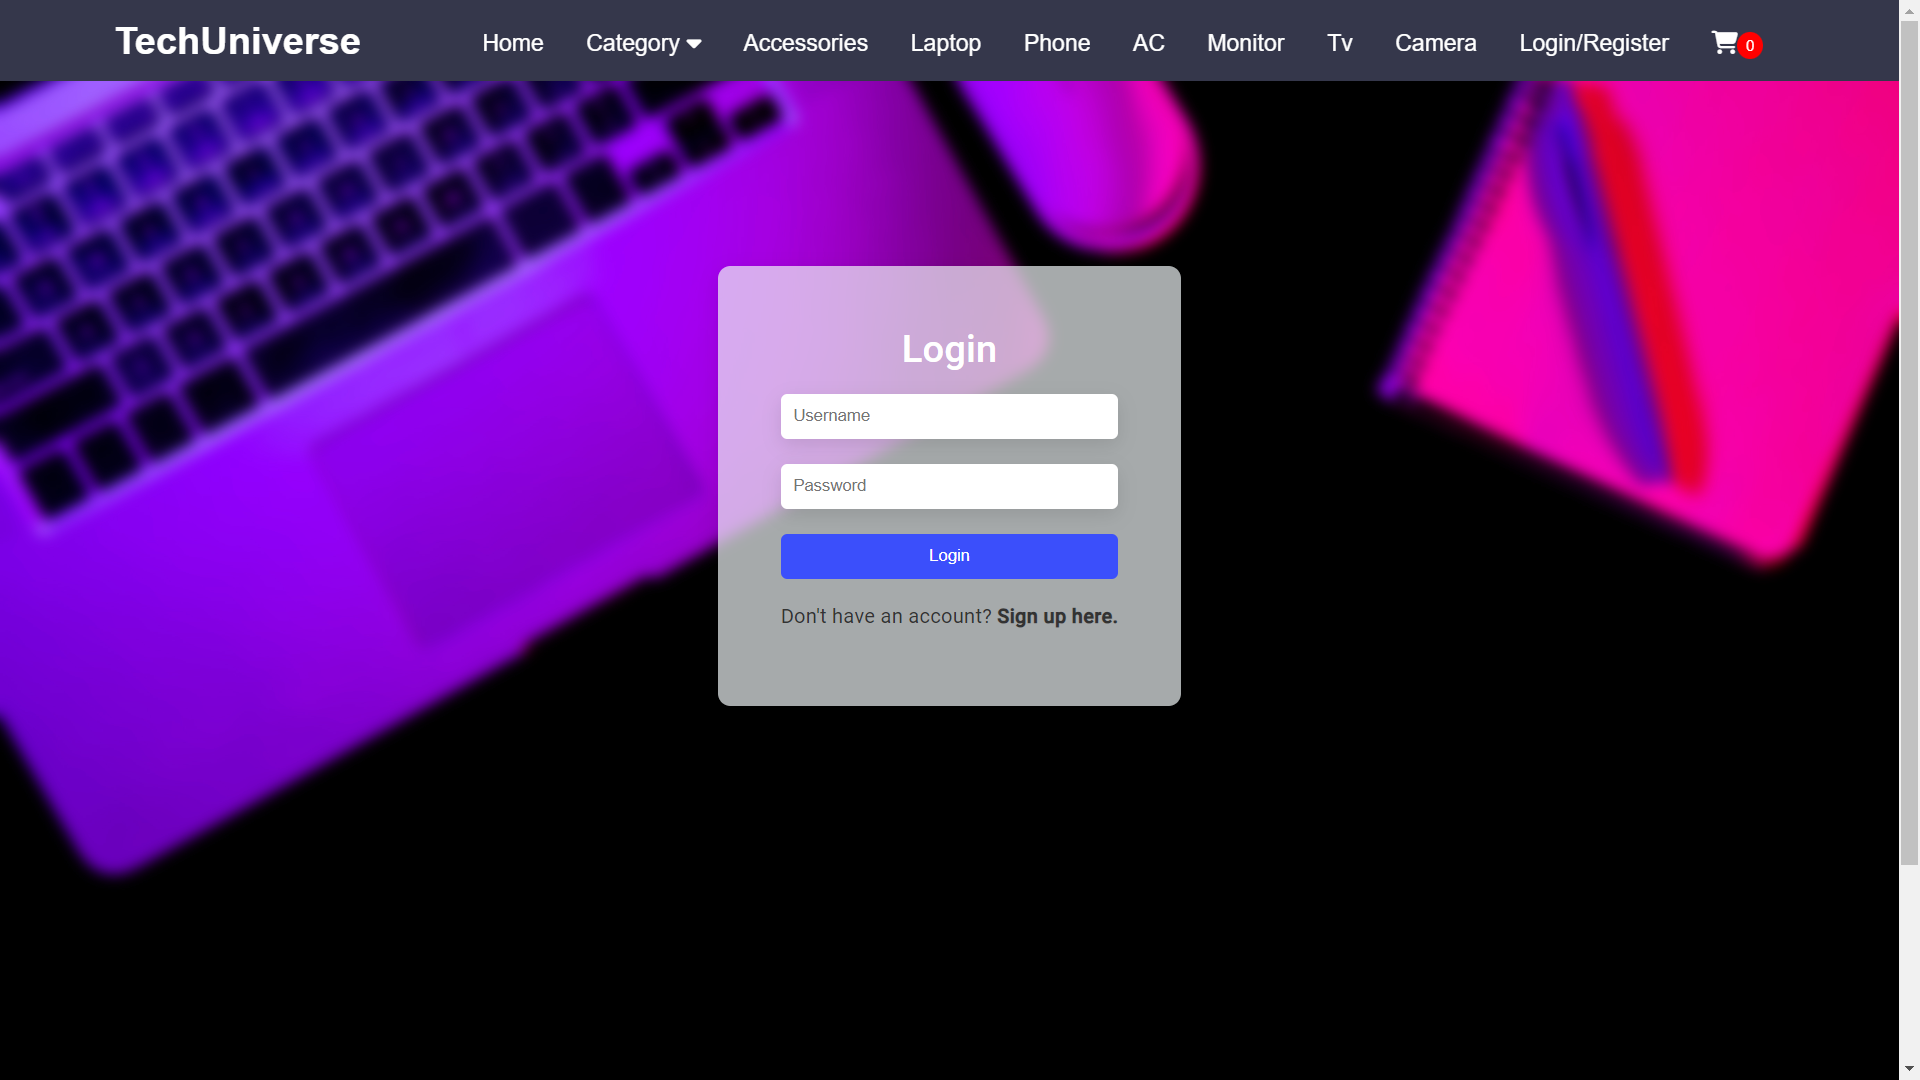 TechUniverse Home Category Accessories Laptop Phone AC Monitor Tv Camera Login/Register 0
Login
Username
Password
Login
Don't have an account? Sign up here.